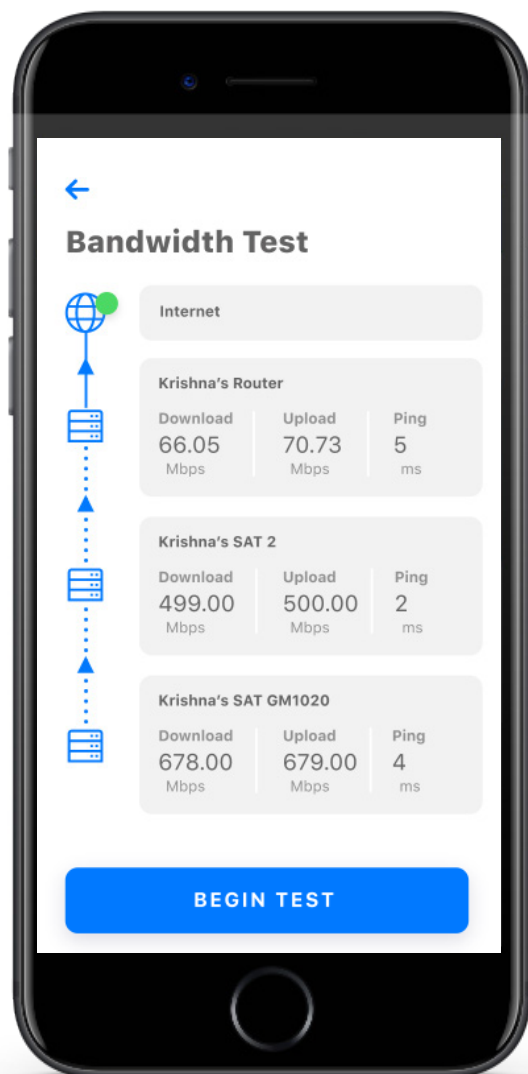 Bandwidth Test
Internet
Krishna's Router
Download Upload Ping
66.05 70.73 5
Mbps Mbps ms
Krishna's SAT 2
Download Upload Ping
499.00 500.00 2
Mbps Mbps ms
Krishna's SAT GM1020
Download Upload Ping
678.00 679.00 4
Mbps Mbps ms
BEGIN TEST